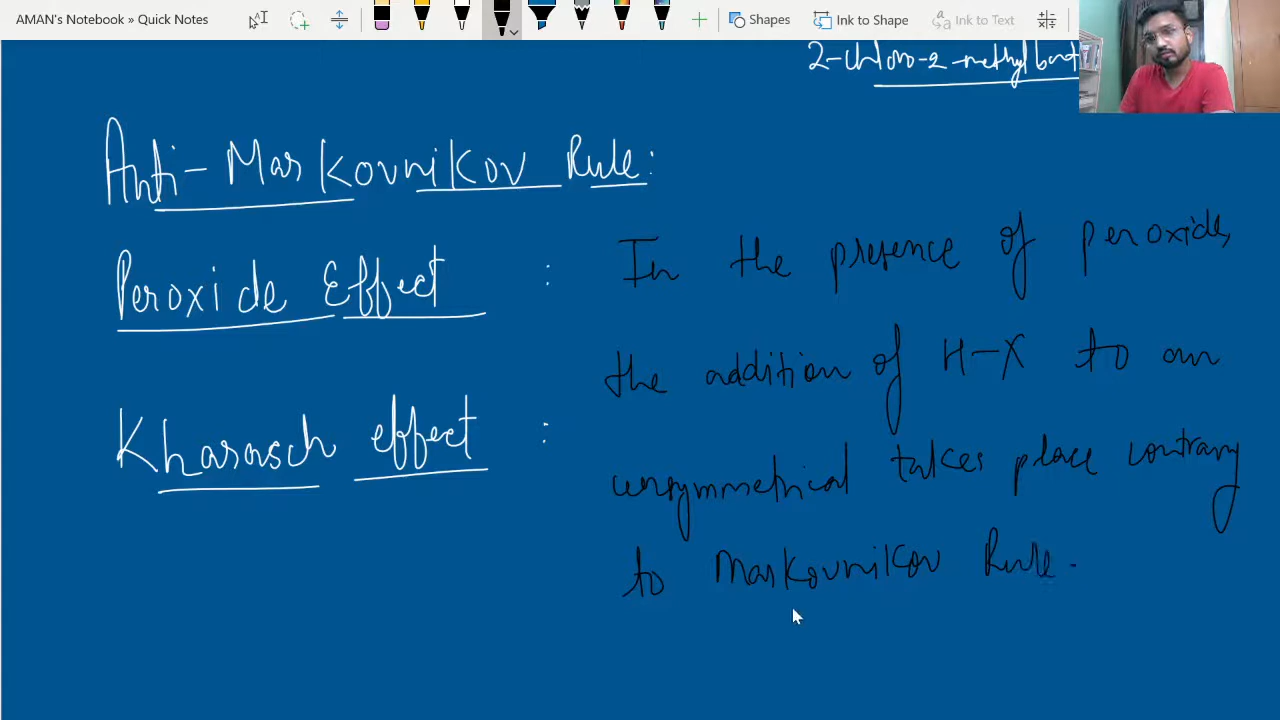 AMAN's Notebook » Quick Notes
Shapes
Ink to Shape
Ink to Text
2-chloro-2-methylbut
Anti-Markovnikov Rule:
Peroxide Effect :
In the presence of peroxide,
the addition of H-X to an
Kharasch effect :
unsymmetrical takes place contrary
to Markovnikov Rule.